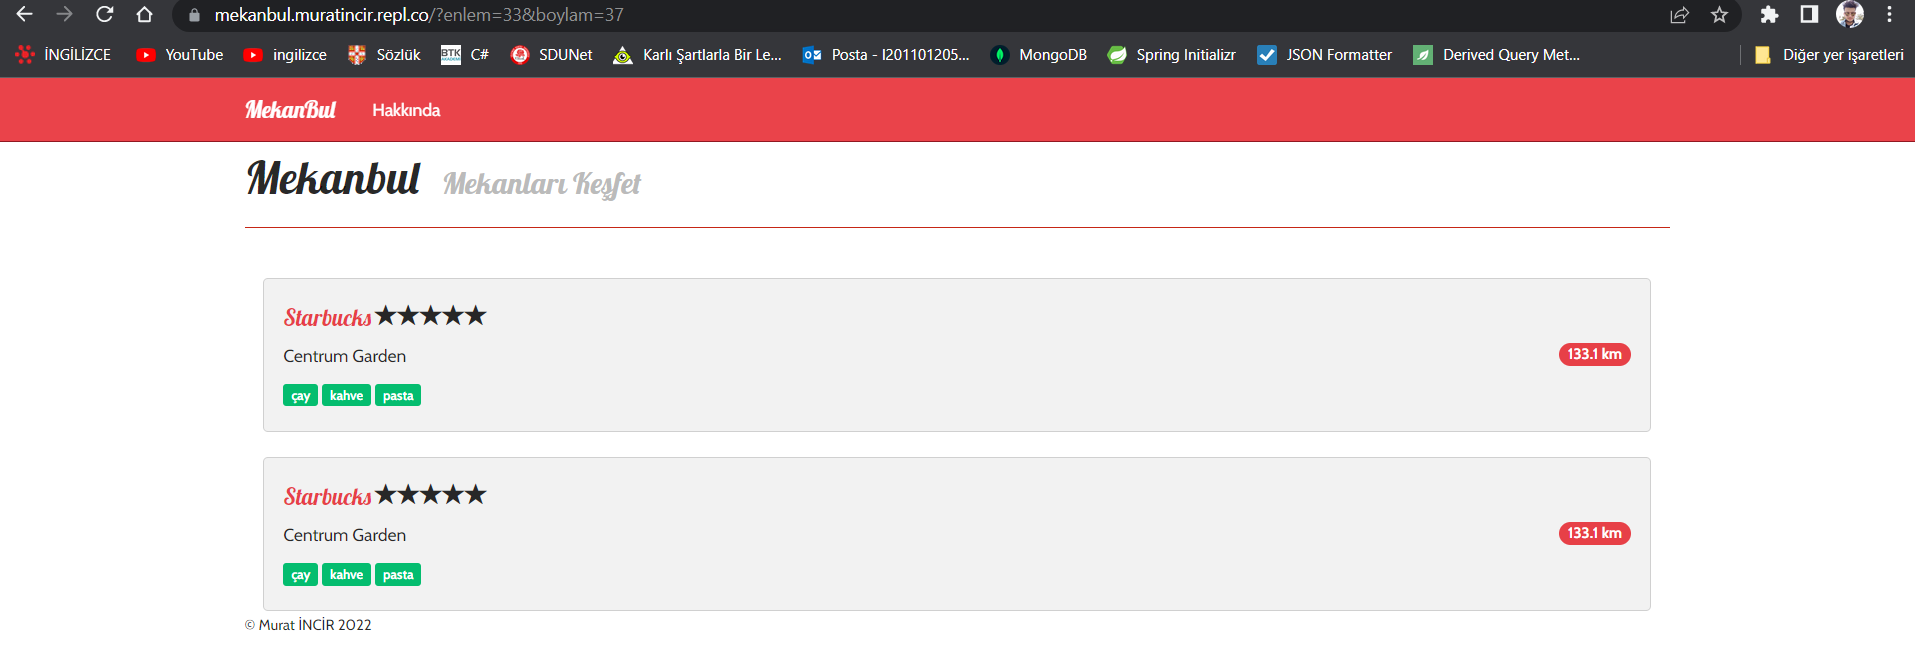 mekanbul.muratincir.repl.co/?enlem=33&boylam=37
İNGİLİZCE YouTube ingilizce Sözlük BTK AKADEMİ C# SDUNet Karlı Şartlarla Bir Le... Posta - l201101205... MongoDB Spring Initializr JSON Formatter Derived Query Met... Diğer yer işaretleri
MekanBul Hakkında
Mekanbul Mekanları Keşfet
Starbucks ★★★★★
Centrum Garden
133.1 km
çay kahve pasta
Starbucks ★★★★★
Centrum Garden
133.1 km
çay kahve pasta
© Murat İNCİR 2022